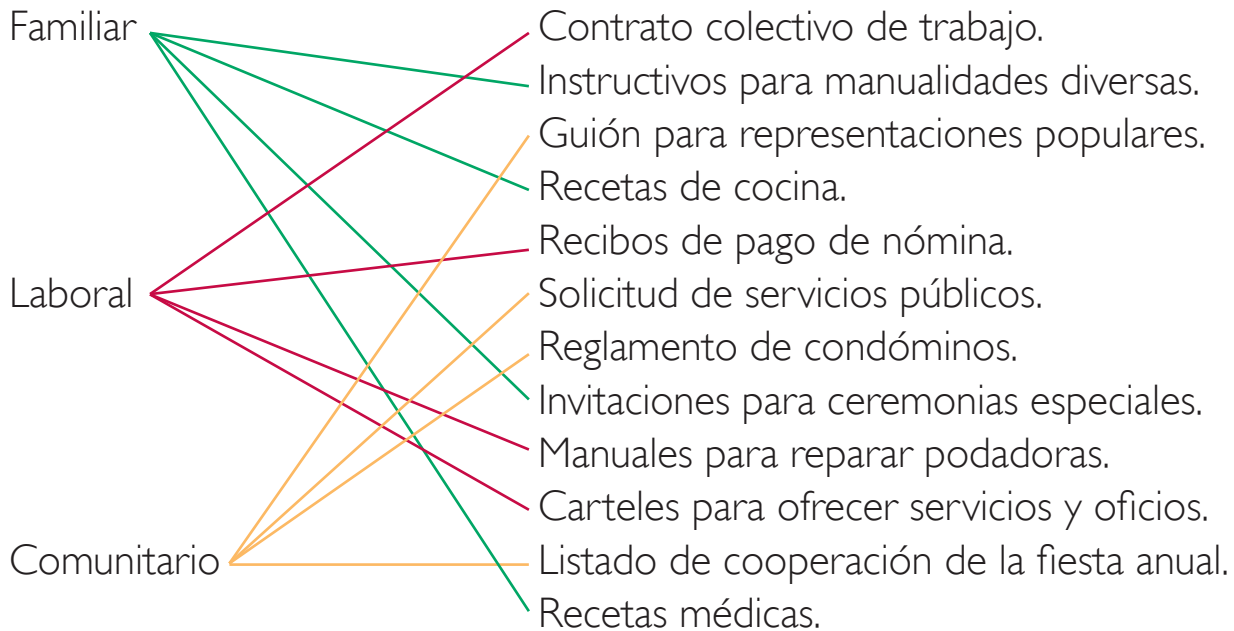 Familiar
Contrato colectivo de trabajo.
Instructivos para manualidades diversas.
Guión para representaciones populares.
Recetas de cocina.
Recibos de pago de nómina.
Laboral
Solicitud de servicios públicos.
Reglamento de condóminos.
Invitaciones para ceremonias especiales.
Manuales para reparar podadoras.
Carteles para ofrecer servicios y oficios.
Comunitario
Listado de cooperación de la fiesta anual.
Recetas médicas.